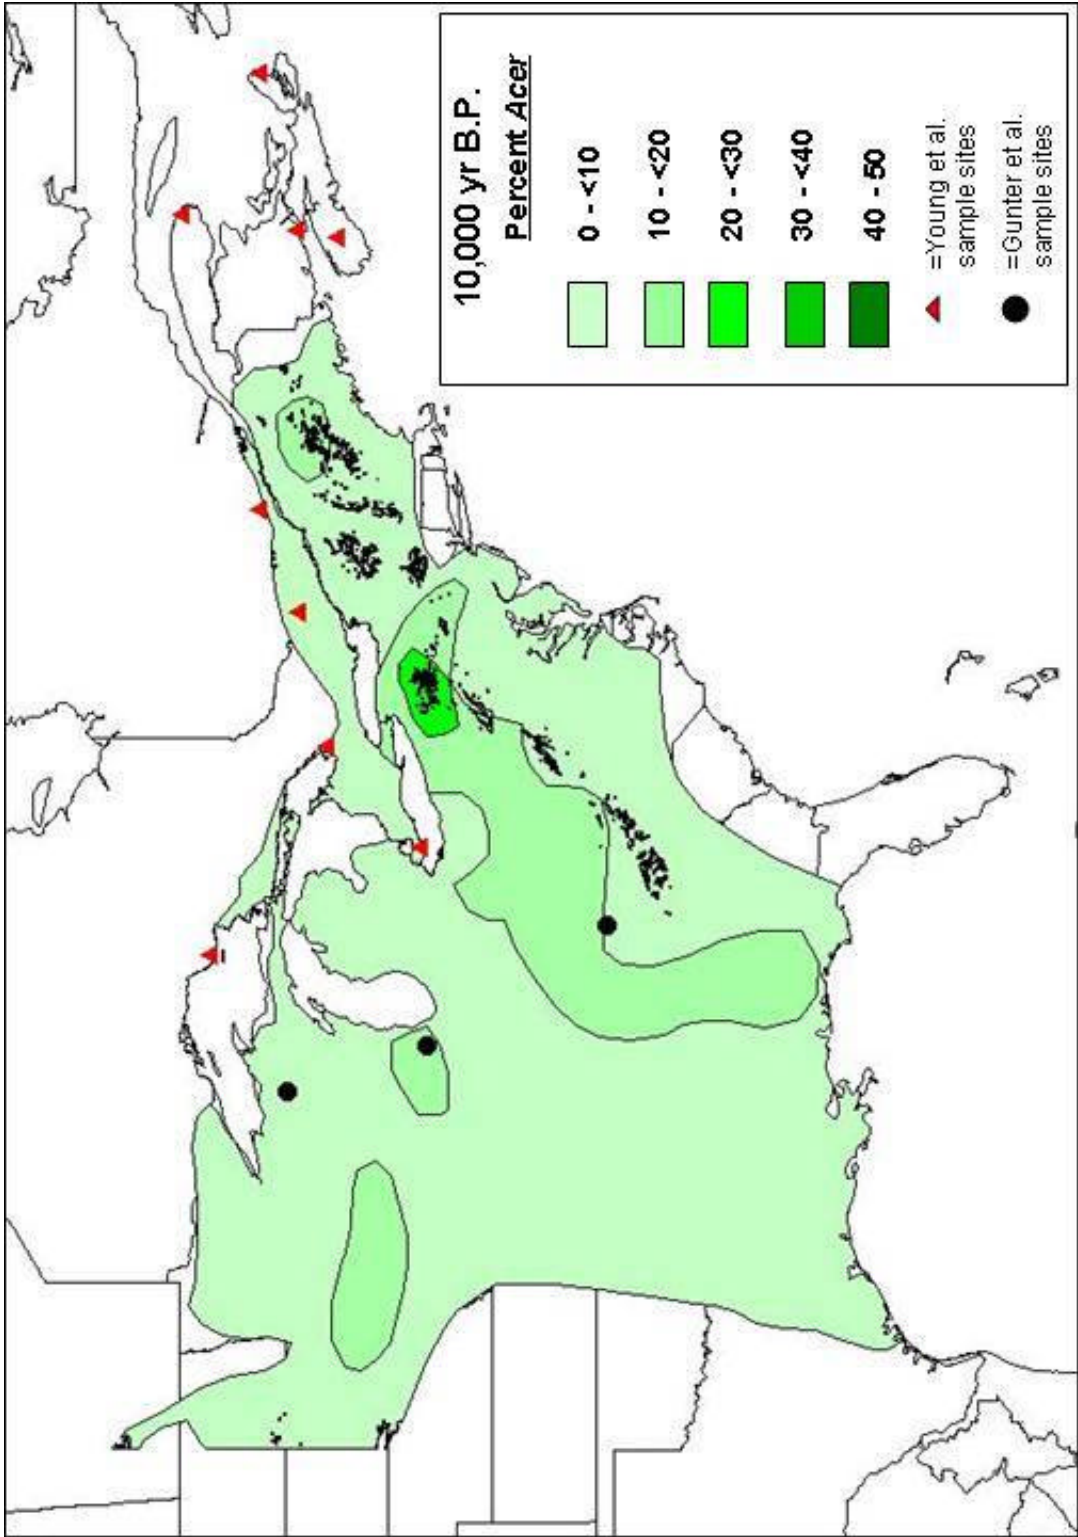 10,000 yr B.P.
Percent Acer
0 - <10
10 - <20
20 - <30
30 - <40
40 - 50
=Young et al.
sample sites
=Gunter et al.
sample sites